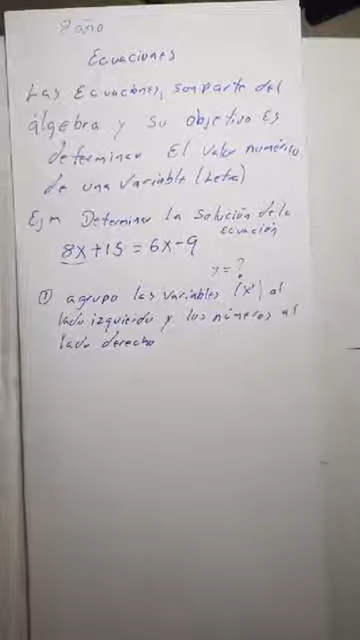 8 año
Ecuaciones
Las Ecuaciones, son parte del
álgebra y su objetivo Es
determinar El valor numérico
de una variable (Letra)
Ejm Determinar la solución de la
ecuación
8x+15 = 6x-9
x=?
① agrupo las variables (x) al
lado izquierdo y los números al
lado derecho